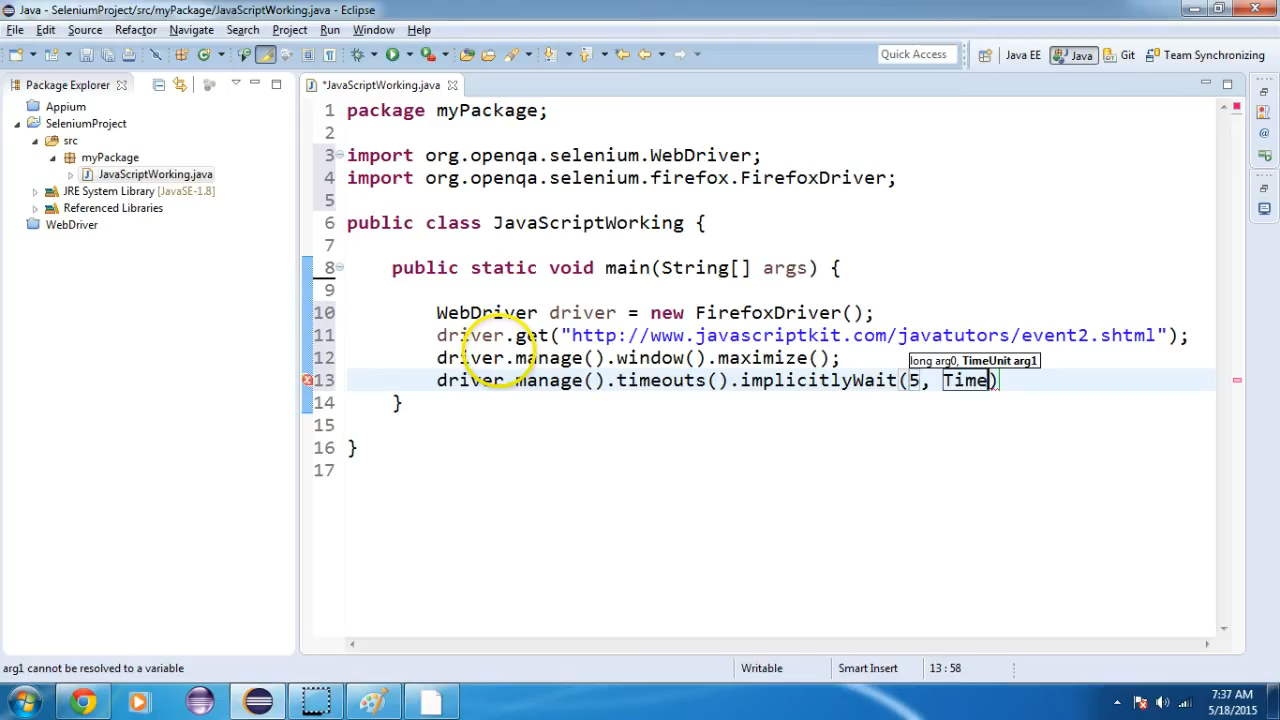 Java - SeleniumProject/src/myPackage/JavaScriptWorking.java - Eclipse
File Edit Source Refactor Navigate Search Project Run Window Help
Quick Access Java EE Java Git Team Synchronizing
Package Explorer
*JavaScriptWorking.java
Appium
SeleniumProject
src
myPackage
JavaScriptWorking.java
JRE System Library [JavaSE-1.8]
Referenced Libraries
WebDriver
1 package myPackage;
2
3 import org.openqa.selenium.WebDriver;
4 import org.openqa.selenium.firefox.FirefoxDriver;
5
6 public class JavaScriptWorking {
7
8 public static void main(String[] args) {
9
10 WebDriver driver = new FirefoxDriver();
11 driver.get("http://www.javascriptkit.com/javatutors/event2.shtml");
12 driver.manage().window().maximize();
long arg0, TimeUnit arg1
13 driver.manage().timeouts().implicitlyWait(5, Time)
14 }
15
16 }
17
arg1 cannot be resolved to a variable
Writable
Smart Insert
13 : 58
7:37 AM
5/18/2015